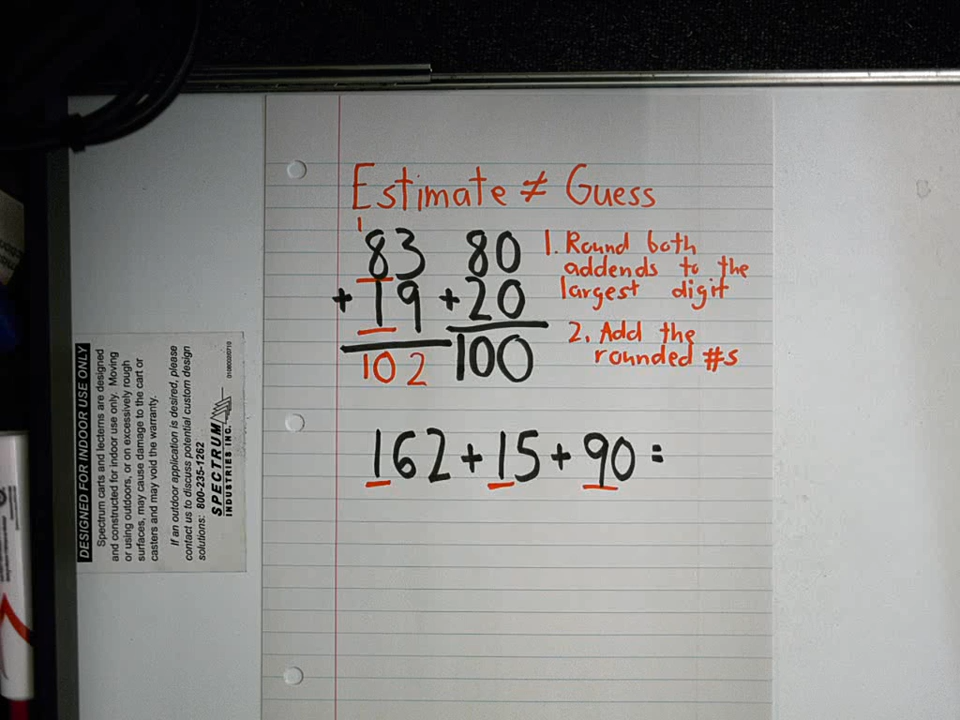 Estimate ≠ Guess
1
83 80
+19 +20
102 100
1. Round both
addends to the
largest digit
2. Add the
rounded #s
162+15+90=
DESIGNED FOR INDOOR USE ONLY
Spectrum carts and lecterns are designed
and constructed for indoor use only. Moving
or using outdoors, or on excessively rough
surfaces, may cause damage to the cart or
casters and may void the warranty.
If an outdoor application is desired, please
contact us to discuss potential custom design
solutions: 800-235-1262
SPECTRUM
INDUSTRIES INC.